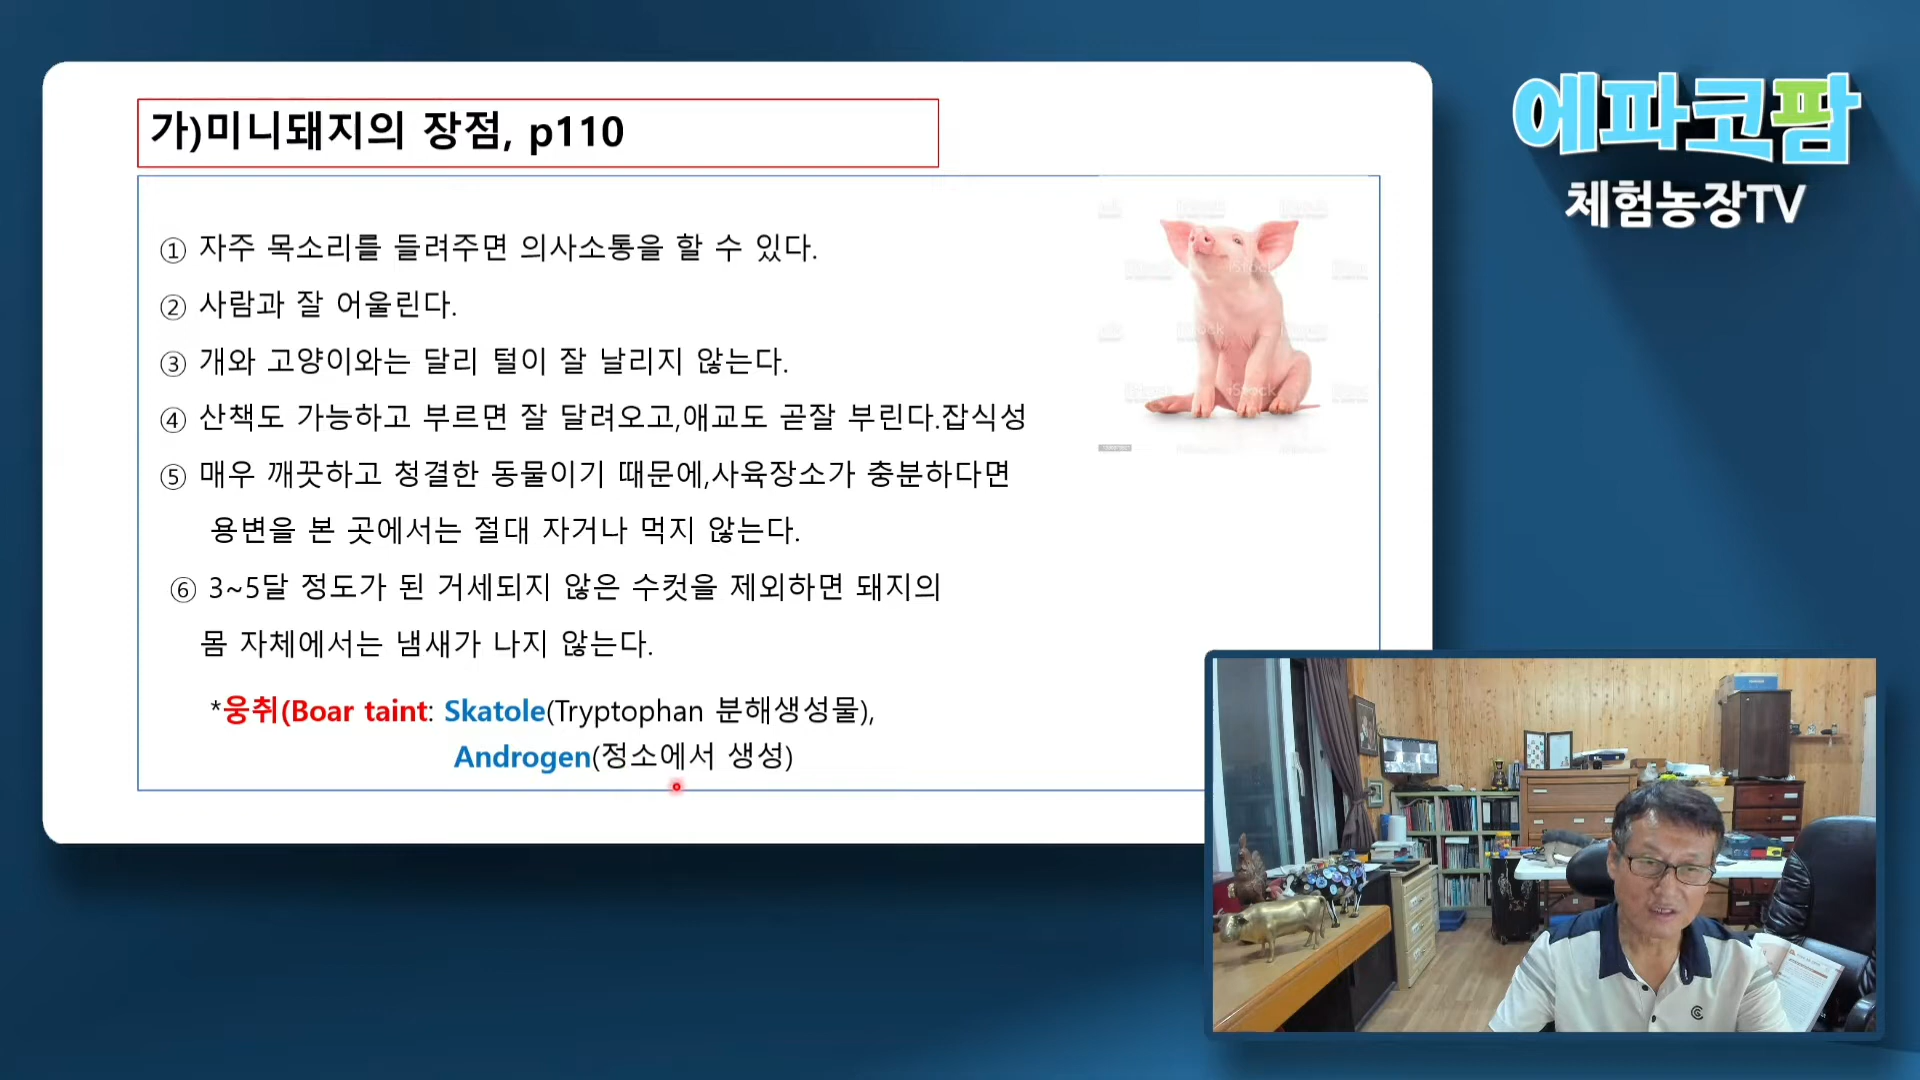 가)미니돼지의 장점, p110
① 자주 목소리를 들려주면 의사소통을 할 수 있다.
② 사람과 잘 어울린다.
③ 개와 고양이와는 달리 털이 잘 날리지 않는다.
④ 산책도 가능하고 부르면 잘 달려오고,애교도 곧잘 부린다.잡식성
⑤ 매우 깨끗하고 청결한 동물이기 때문에,사육장소가 충분하다면
용변을 본 곳에서는 절대 자거나 먹지 않는다.
⑥ 3~5달 정도가 된 거세되지 않은 수컷을 제외하면 돼지의
몸 자체에서는 냄새가 나지 않는다.
*웅취(Boar taint: Skatole(Tryptophan 분해생성물),
Androgen(정소에서 생성)
에파코팜
체험농장TV
iStock
iStock
iStock